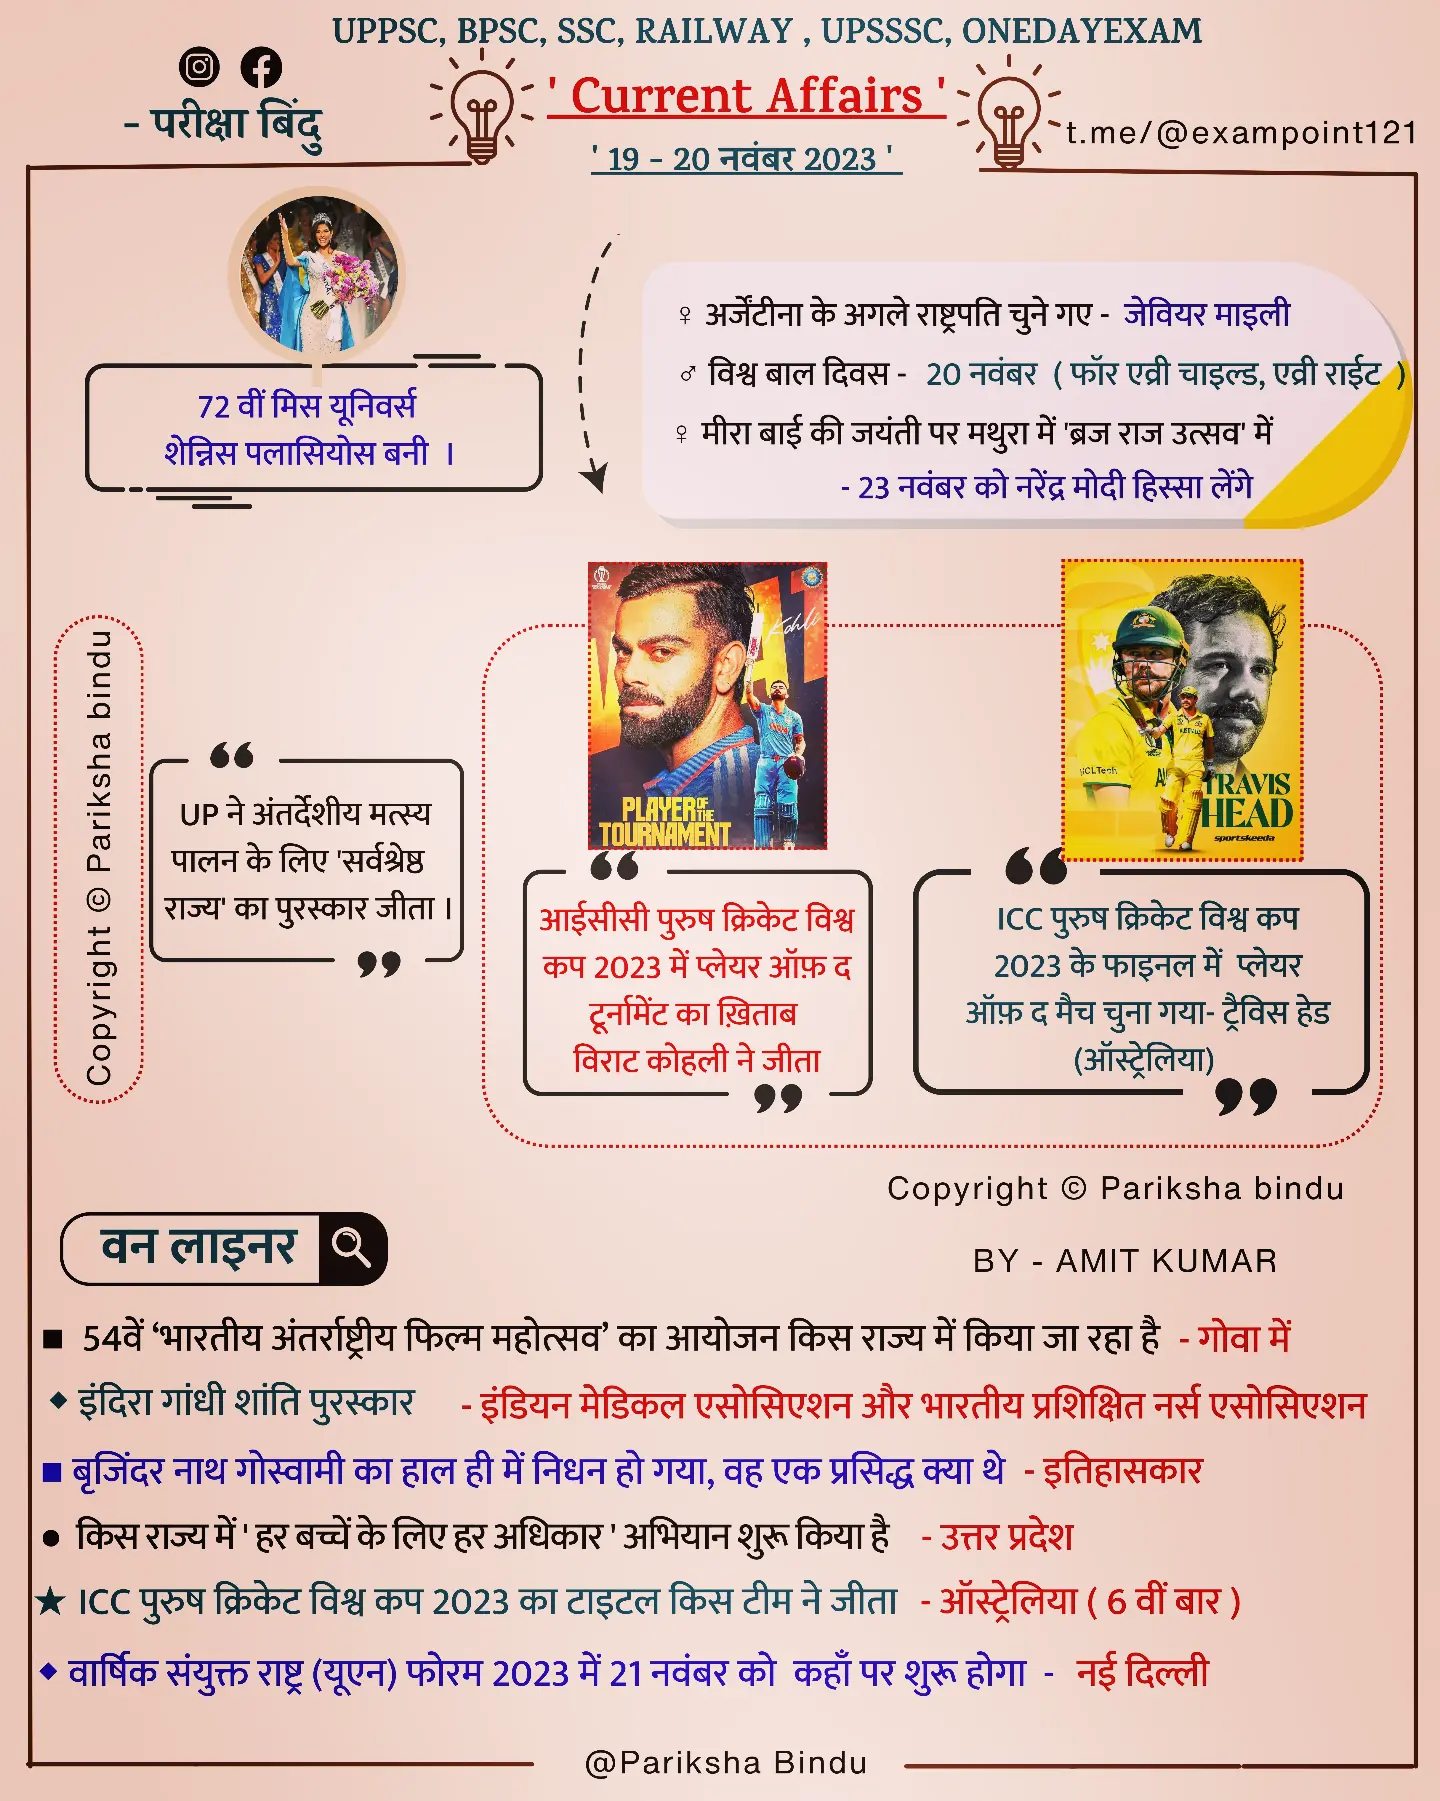 UPPSC, BPSC, SSC, RAILWAY , UPSSSC, ONEDAYEXAM
- परीक्षा बिंदु
' Current Affairs '
t.me/@exampoint121
' 19 - 20 नवंबर 2023 '
72 वीं मिस यूनिवर्स
शेन्निस पलासियोस बनी ।
♀ अर्जेंटीना के अगले राष्ट्रपति चुने गए - जेवियर माइली
♂ विश्व बाल दिवस - 20 नवंबर ( फॉर एव्री चाइल्ड, एव्री राईट )
♀ मीरा बाई की जयंती पर मथुरा में 'ब्रज राज उत्सव' में
- 23 नवंबर को नरेंद्र मोदी हिस्सा लेंगे
Copyright © Pariksha bindu
UP ने अंतर्देशीय मत्स्य
पालन के लिए 'सर्वश्रेष्ठ
राज्य' का पुरस्कार जीता ।
Kohli
PLAYER OF THE
TOURNAMENT
आईसीसी पुरुष क्रिकेट विश्व
कप 2023 में प्लेयर ऑफ़ द
टूर्नामेंट का ख़िताब
विराट कोहली ने जीता
HCLTech
TRAVIS
HEAD
sportskeeda
ICC पुरुष क्रिकेट विश्व कप
2023 के फाइनल में प्लेयर
ऑफ़ द मैच चुना गया- ट्रैविस हेड
(ऑस्ट्रेलिया)
Copyright © Pariksha bindu
वन लाइनर
BY - AMIT KUMAR
■ 54वें ‘भारतीय अंतर्राष्ट्रीय फिल्म महोत्सव’ का आयोजन किस राज्य में किया जा रहा है - गोवा में
◆ इंदिरा गांधी शांति पुरस्कार - इंडियन मेडिकल एसोसिएशन और भारतीय प्रशिक्षित नर्स एसोसिएशन
■ बृजिंदर नाथ गोस्वामी का हाल ही में निधन हो गया, वह एक प्रसिद्ध क्या थे - इतिहासकार
● किस राज्य में ' हर बच्चें के लिए हर अधिकार ' अभियान शुरू किया है - उत्तर प्रदेश
★ ICC पुरुष क्रिकेट विश्व कप 2023 का टाइटल किस टीम ने जीता - ऑस्ट्रेलिया ( 6 वीं बार )
◆ वार्षिक संयुक्त राष्ट्र (यूएन) फोरम 2023 में 21 नवंबर को कहाँ पर शुरू होगा - नई दिल्ली
@Pariksha Bindu